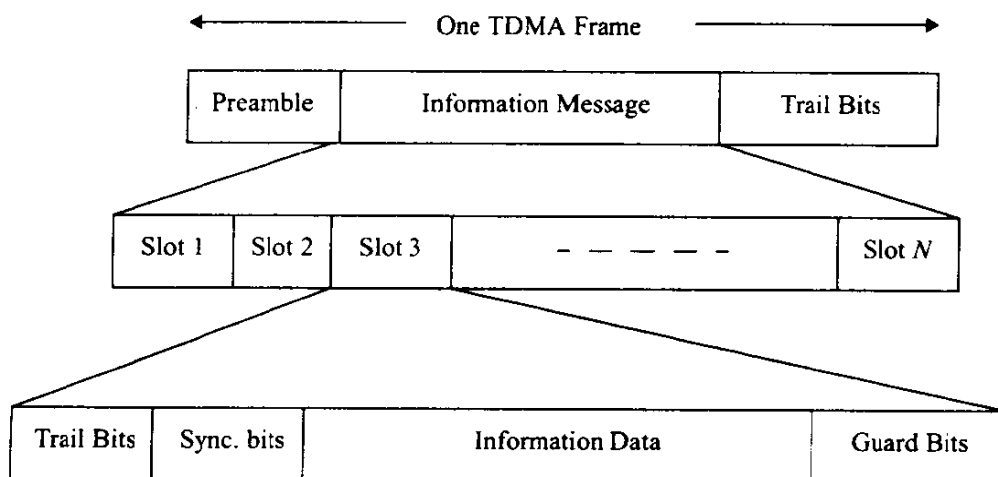 One TDMA Frame
Preamble Information Message Trail Bits
Slot 1 Slot 2 Slot 3 – – – – – Slot N
Trail Bits Sync. bits Information Data Guard Bits